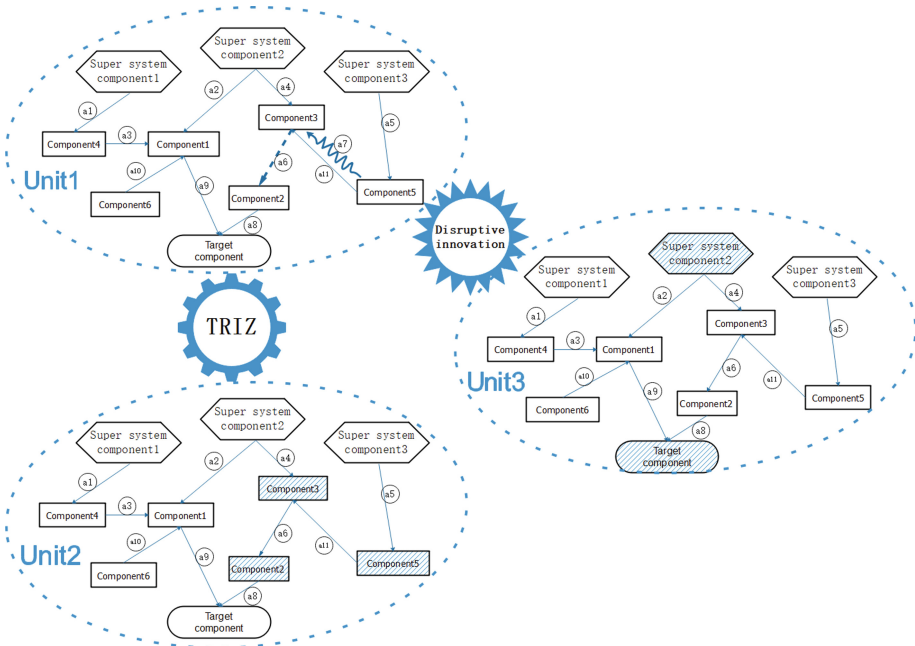 Super system
component2
Super system
component1
Super system
component3
a2
a4
a1
Component3
a5
a3
a7
Component4
Component1
a6
a10
a9
a11
Unit1
Component5
Component6
Component2
a8
Target
component
Disruptive
innovation
TRIZ
Super system
component2
Super system
component1
Super system
component3
a2
a4
a1
Component3
a5
a3
Component4
Component1
a6
a10
a9
a11
Unit3
Component2
Component5
Component6
a8
Target
component
Super system
component2
Super system
component1
Super system
component3
a2
a4
a1
Component3
a5
a3
Component4
Component1
a6
a10
a9
a11
Unit2
Component2
Component5
Component6
a8
Target
component